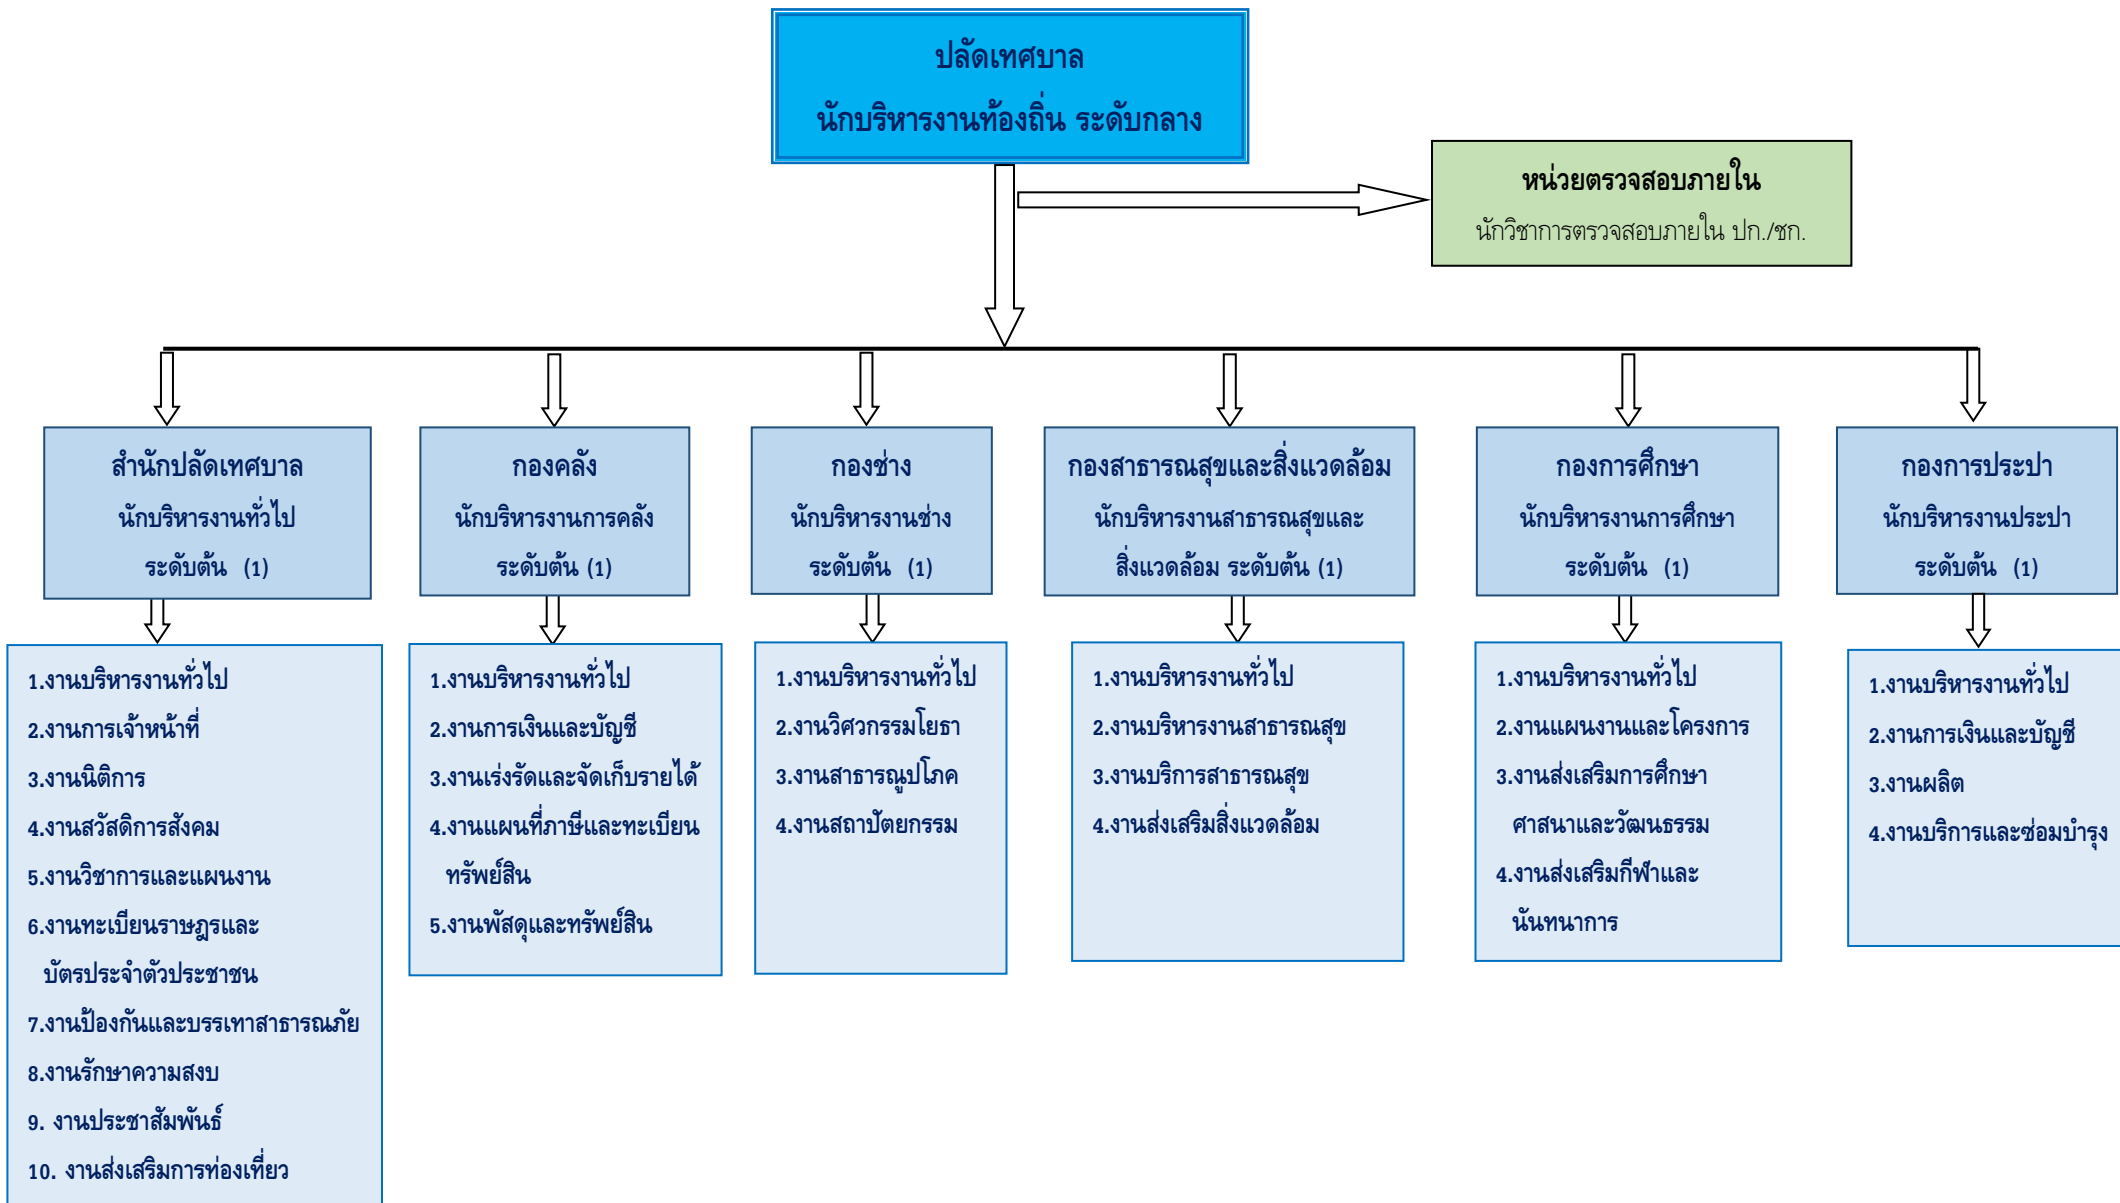 ปลัดเทศบาล
นักบริหารงานท้องถิ่น ระดับกลาง
หน่วยตรวจสอบภายใน
นักวิชาการตรวจสอบภายใน ปก./ชก.
สำนักปลัดเทศบาล
นักบริหารงานทั่วไป
ระดับต้น (1)
กองคลัง
นักบริหารงานการคลัง
ระดับต้น (1)
กองช่าง
นักบริหารงานช่าง
ระดับต้น (1)
กองสาธารณสุขและสิ่งแวดล้อม
นักบริหารงานสาธารณสุขและ
สิ่งแวดล้อม ระดับต้น (1)
กองการศึกษา
นักบริหารงานการศึกษา
ระดับต้น (1)
กองการประปา
นักบริหารงานประปา
ระดับต้น (1)
1.งานบริหารงานทั่วไป
2.งานการเจ้าหน้าที่
3.งานนิติการ
4.งานสวัสดิการสังคม
5.งานวิชาการและแผนงาน
6.งานทะเบียนราษฎรและ
บัตรประจำตัวประชาชน
7.งานป้องกันและบรรเทาสาธารณภัย
8.งานรักษาความสงบ
9. งานประชาสัมพันธ์
10. งานส่งเสริมการท่องเที่ยว
1.งานบริหารงานทั่วไป
2.งานการเงินและบัญชี
3.งานเร่งรัดและจัดเก็บรายได้
4.งานแผนที่ภาษีและทะเบียน
ทรัพย์สิน
5.งานพัสดุและทรัพย์สิน
1.งานบริหารงานทั่วไป
2.งานวิศวกรรมโยธา
3.งานสาธารณูปโภค
4.งานสถาปัตยกรรม
1.งานบริหารงานทั่วไป
2.งานบริหารงานสาธารณสุข
3.งานบริการสาธารณสุข
4.งานส่งเสริมสิ่งแวดล้อม
1.งานบริหารงานทั่วไป
2.งานแผนงานและโครงการ
3.งานส่งเสริมการศึกษา
ศาสนาและวัฒนธรรม
4.งานส่งเสริมกีฬาและ
นันทนาการ
1.งานบริหารงานทั่วไป
2.งานการเงินและบัญชี
3.งานผลิต
4.งานบริการและซ่อมบำรุง